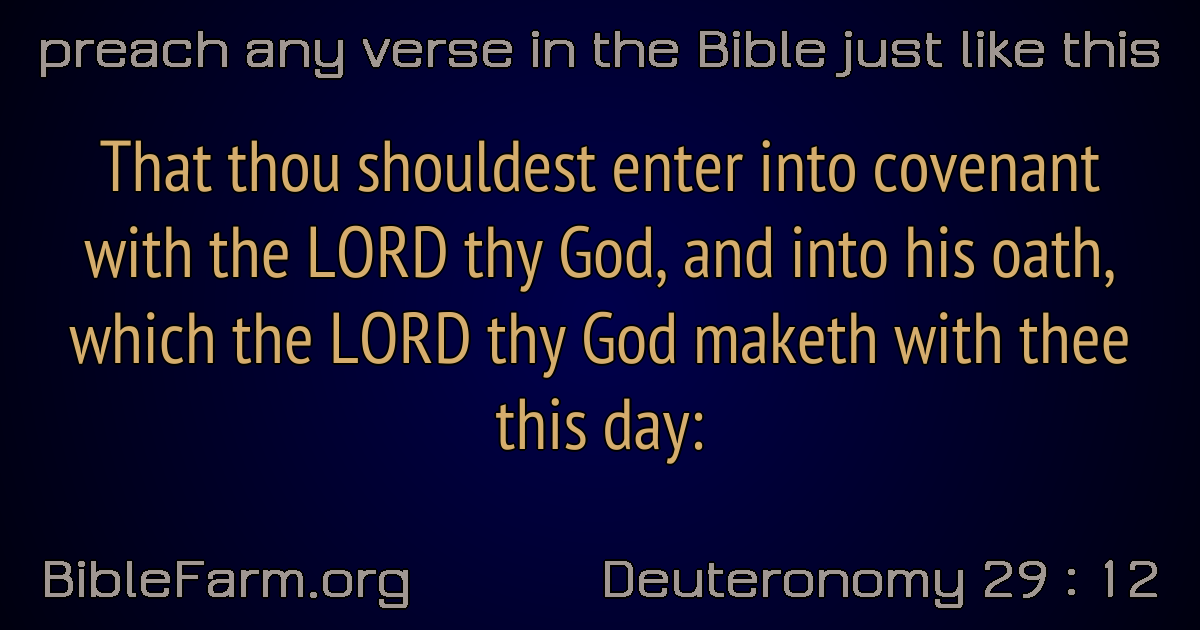 preach any verse in the Bible just like this
That thou shouldest enter into covenant
with the LORD thy God, and into his oath,
which the LORD thy God maketh with thee
this day:
BibleFarm.org
Deuteronomy 29 : 12